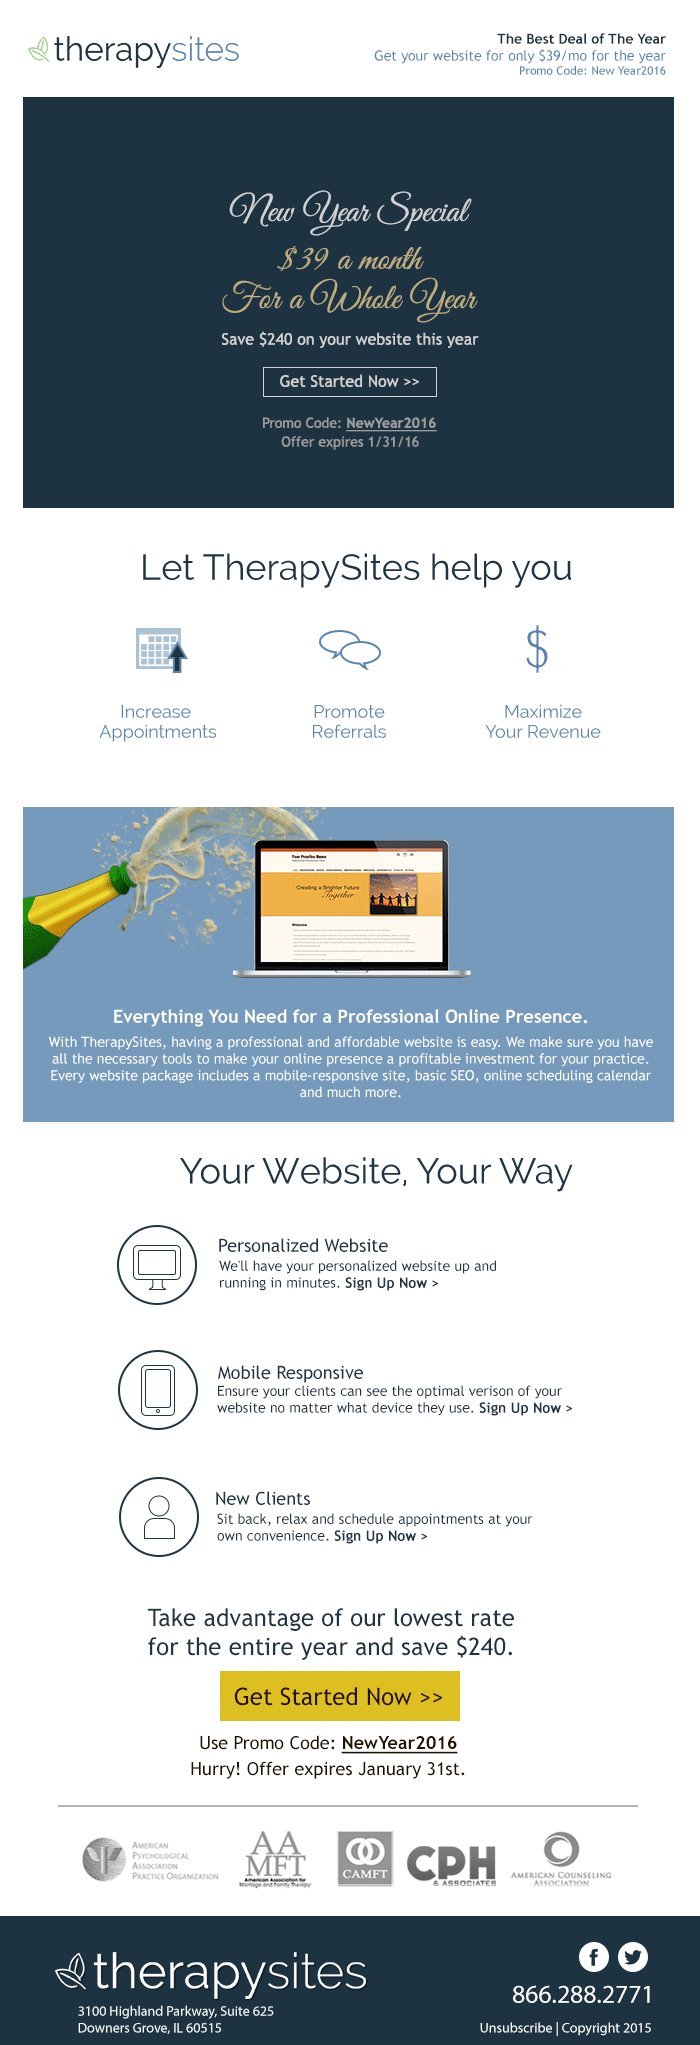 therapysites
The Best Deal of The Year
Get your website for only $39/mo for the year
Promo Code: New Year2016
New Year Special
$39 a month
For a Whole Year
Save $240 on your website this year
Get Started Now >>
Promo Code: NewYear2016
Offer expires 1/31/16
Let TherapySites help you
Increase
Appointments
Promote
Referrals
Maximize
Your Revenue
Your Practice Name
Creating a Brighter Future
Together
Welcome
Everything You Need for a Professional Online Presence.
With TherapySites, having a professional and affordable website is easy. We make sure you have
all the necessary tools to make your online presence a profitable investment for your practice.
Every website package includes a mobile-responsive site, basic SEO, online scheduling calendar
and much more.
Your Website, Your Way
Personalized Website
We'll have your personalized website up and
running in minutes. Sign Up Now >
Mobile Responsive
Ensure your clients can see the optimal verison of your
website no matter what device they use. Sign Up Now >
New Clients
Sit back, relax and schedule appointments at your
own convenience. Sign Up Now >
Take advantage of our lowest rate
for the entire year and save $240.
Get Started Now >>
Use Promo Code: NewYear2016
Hurry! Offer expires January 31st.
American
Psychological
Association
Practice Organization
AA
MFT
American Association for
Marriage and Family Therapy
CAMFT
CPH
& ASSOCIATES
AMERICAN COUNSELING
ASSOCIATION
therapysites
3100 Highland Parkway, Suite 625
Downers Grove, IL 60515
866.288.2771
Unsubscribe | Copyright 2015